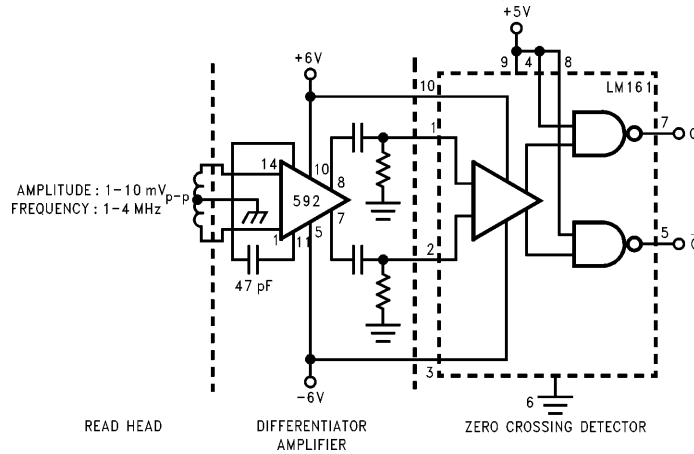 +5V
+6V
9 4 8
10
LM161
1
7
14
10
8
AMPLITUDE : 1–10 mVp-p
FREQUENCY : 1–4 MHz
592
7
1
11
5
2
5
47 pF
3
-6V
6
READ HEAD
DIFFERENTIATOR
AMPLIFIER
ZERO CROSSING DETECTOR